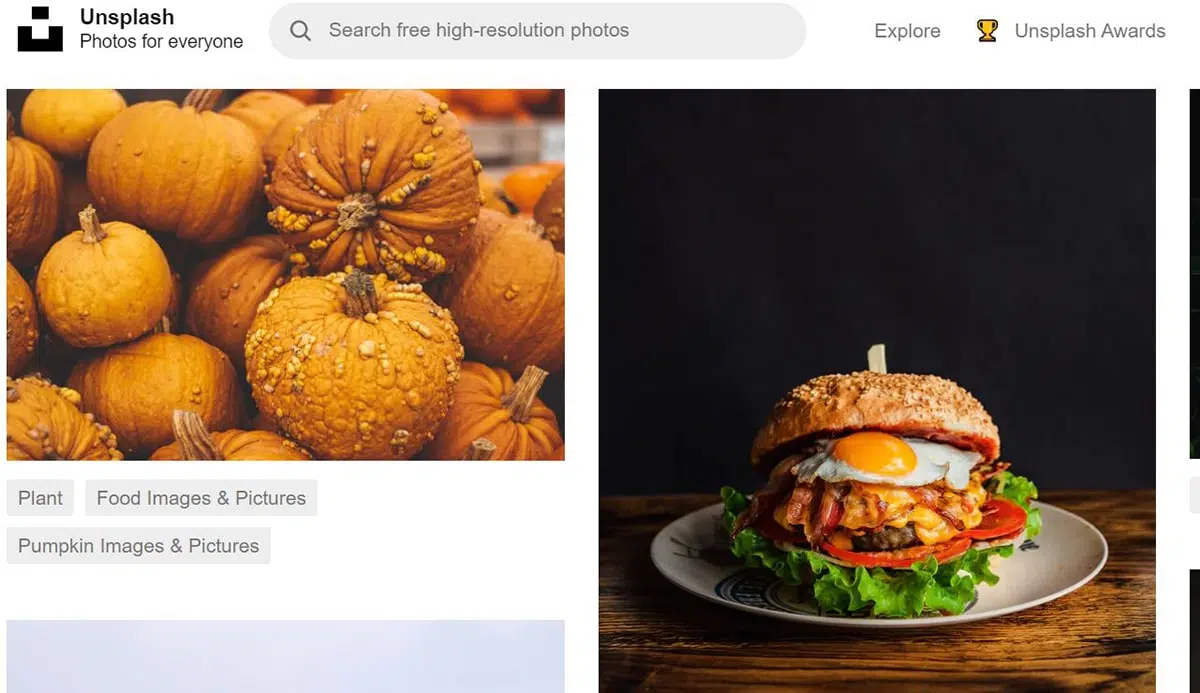 Unsplash
Photos for everyone
Search free high-resolution photos
Explore
Unsplash Awards
Plant
Food Images & Pictures
Pumpkin Images & Pictures